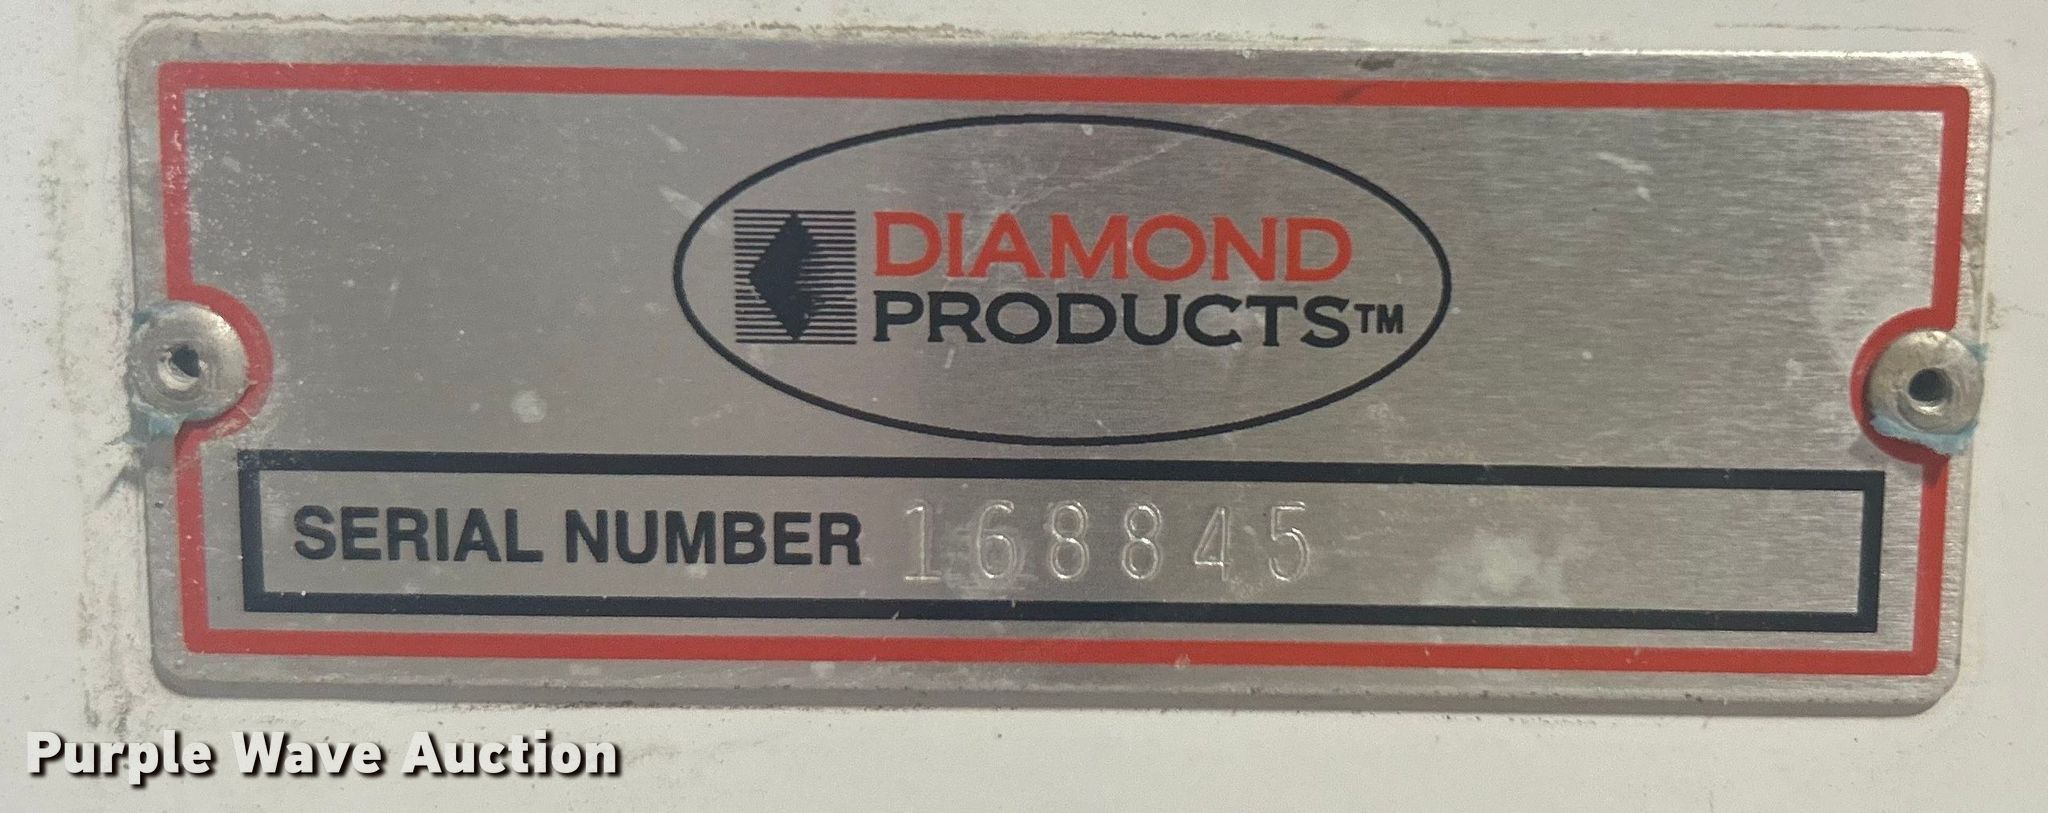 DIAMOND
PRODUCTS™
SERIAL NUMBER 168845
Purple Wave Auction